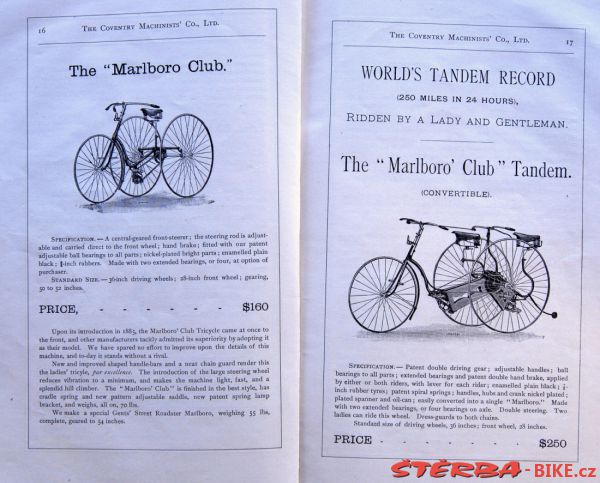 16
THE COVENTRY MACHINISTS' CO., LTD.
The "Marlboro Club."
SPECIFICATION.—A central-geared front-steerer; the steering rod is adjust-
able and carried direct to the front wheel; hand brake; fitted with our patent
adjustable ball bearings to all parts; nickel-plated bright parts; enamelled plain
black; rubbers. Made with two extended bearings, or four, at option of
purchaser.
STANDARD SIZE.—36-inch driving wheels; 28-inch front wheel; gearing,
50 to 52 inches.
PRICE, - - - - - $160
Upon its introduction in 1885, the Marlboro' Club Tricycle came at once to
the front, and other manufacturers tacitly admitted its superiority by adopting it
as their model. We have spared no effort to improve upon the details of this
machine, and to-day it stands without a rival.
New and improved shaped handle-bars and a neat chain guard render this
the ladies' tricycle, par excellence. The introduction of the large steering wheel
reduces vibration to a minimum, and makes the machine light, fast, and a
splendid hill climber. The "Marlboro' Club" is finished in the best style, has
cradle spring and new pattern adjustable saddle, new patent spring lamp
bracket, and weighs, all on, 70 lbs.
We make a special Gents' Street Roadster Marlboro, weighing 55 lbs.
complete, geared to 54 inches.
THE COVENTRY MACHINISTS' CO., LTD.
17
WORLD'S TANDEM RECORD
(250 MILES IN 24 HOURS),
RIDDEN BY A LADY AND GENTLEMAN.
The "Marlboro' Club" Tandem.
(CONVERTIBLE).
SPECIFICATION.—Patent double driving gear; adjustable handles; ball
bearings to all parts; extended bearings and patent double hand brake, applied
by either or both riders, with lever for each rider; enamelled plain black;
inch rubber tyres; patent spiral springs; handles, hubs and crank nickel plated;
plated spanner and oil-can; easily converted into a single "Marlboro." Made
with two extended bearings, or four bearings on axle. Double steering. Two
ladies can ride this wheel. Dress-guards to both chains.
Standard size of driving wheels, 36 inches; front wheel, 28 inches.
PRICE - - - - - $250
ŠTĚRBA-BIKE.cz